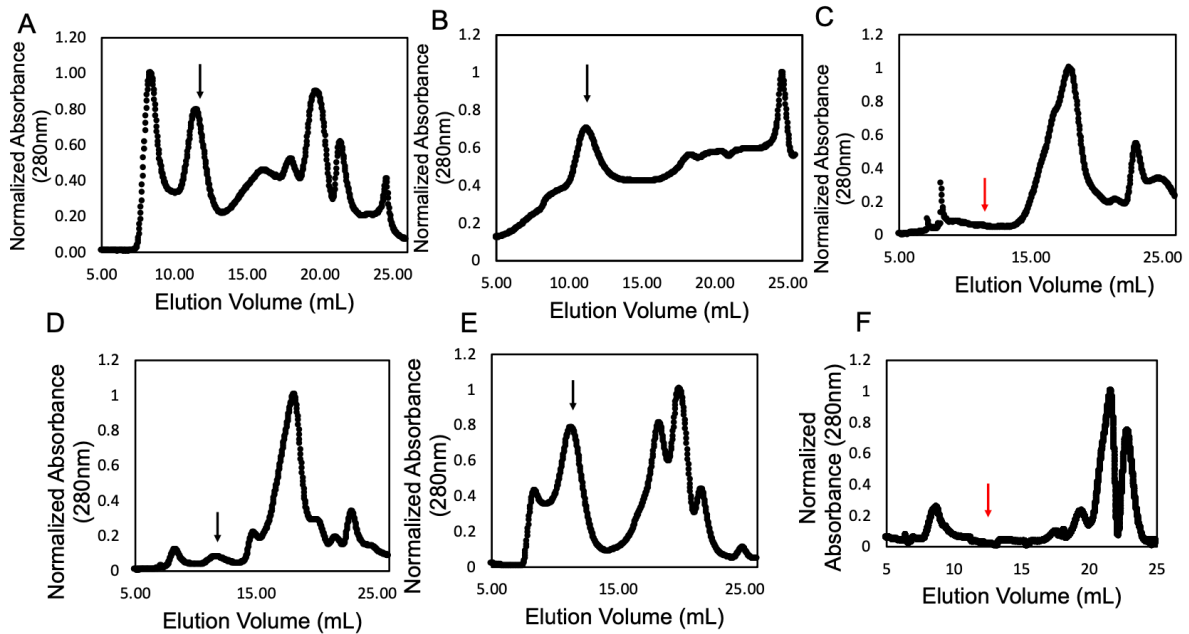 A
Normalized Absorbance
(280nm)
1.20
1.00
0.80
0.60
0.40
0.20
0.00
5.00 10.00 15.00 20.00 25.00
Elution Volume (mL)
B
Normalized Absorbance
(280nm)
1.2
1
0.8
0.6
0.4
0.2
0
5.00 10.00 15.00 20.00 25.00
Elution Volume (mL)
C
Normalized Absorbance
(280nm)
1.2
1
0.8
0.6
0.4
0.2
0
5.00 15.00 25.00
Elution Volume (mL)
D
Normalized Absorbance
(280nm)
1.2
1
0.8
0.6
0.4
0.2
0
5.00 15.00 25.00
Elution Volume (mL)
E
Normalized Absorbance
(280nm)
1.2
1
0.8
0.6
0.4
0.2
0
5.00 15.00 25.00
Elution Volume (mL)
F
Normalized
Absorbance (280nm)
1.2
1
0.8
0.6
0.4
0.2
0
5 10 15 20 25
Elution Volume (mL)